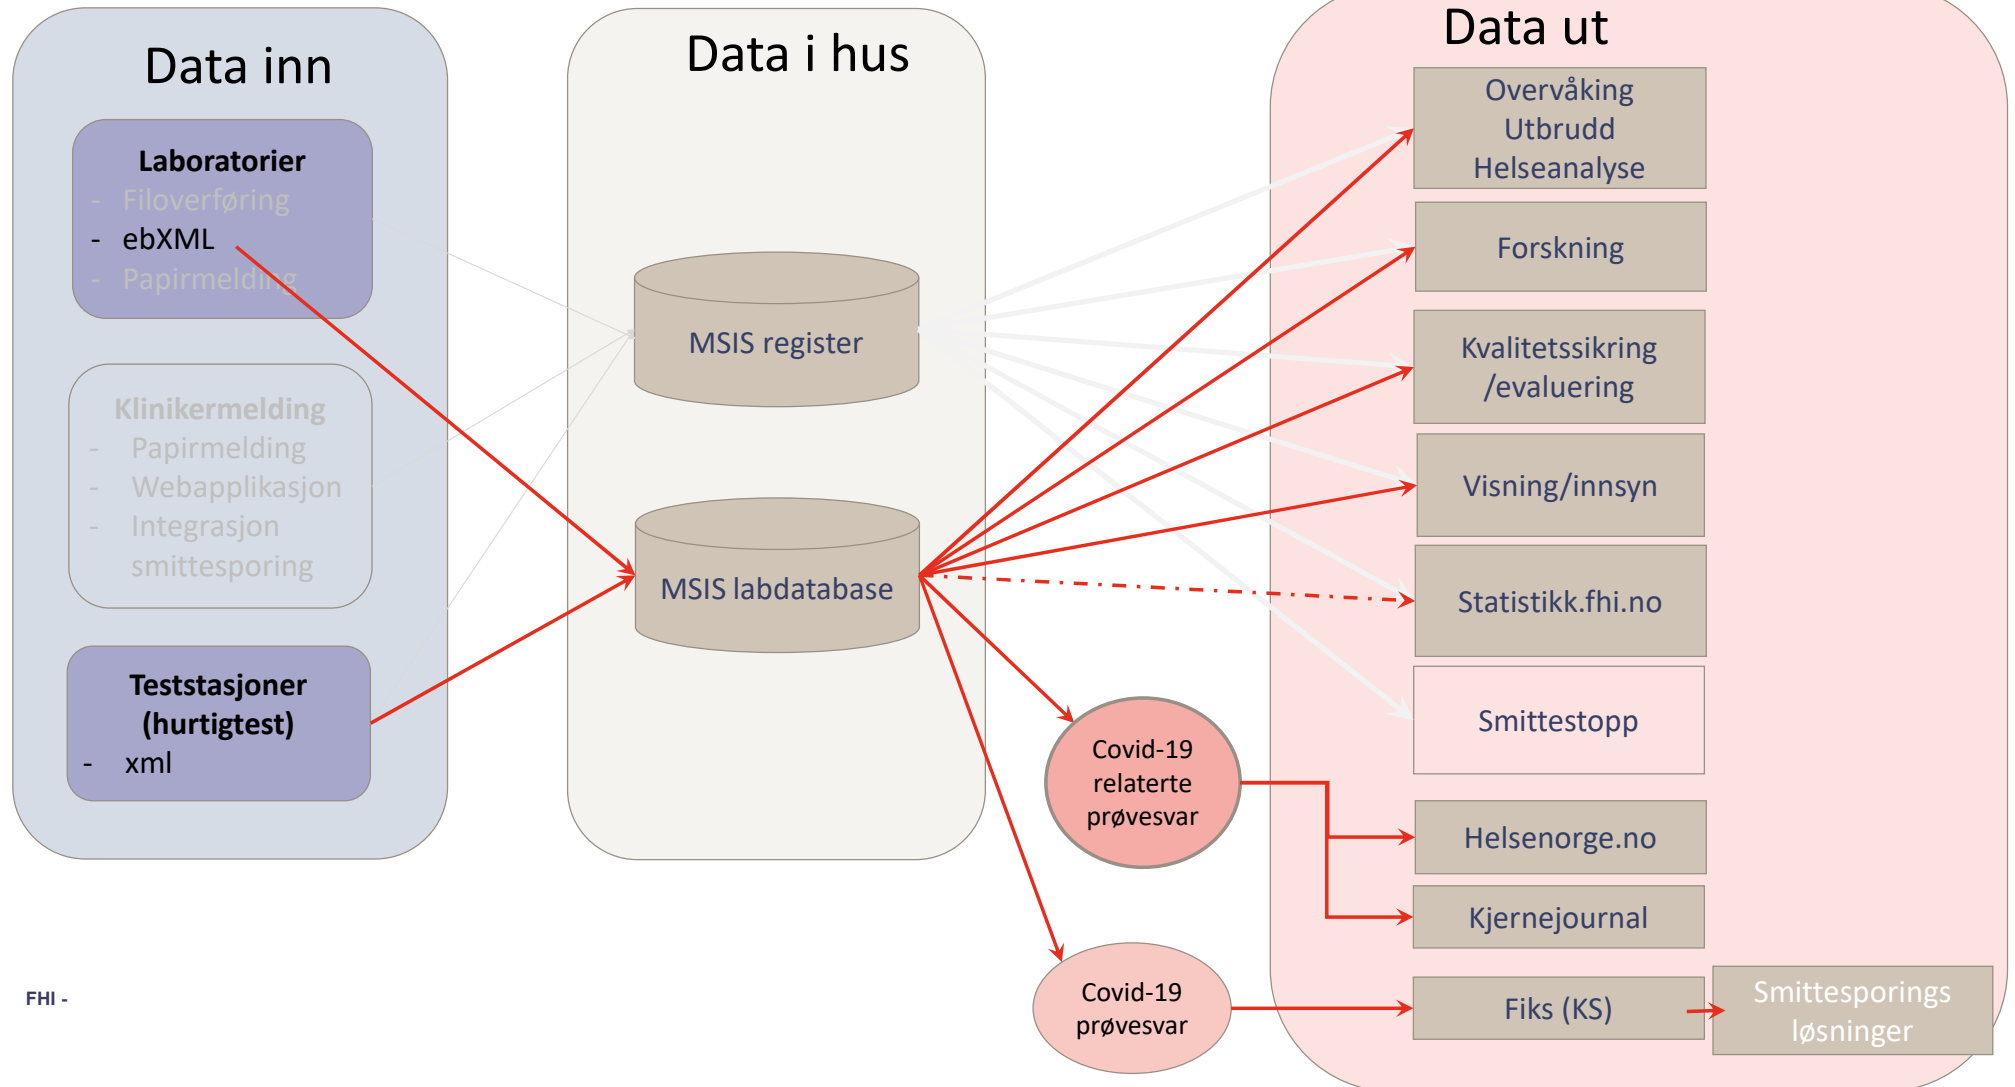 Data inn
Laboratorier
- Filoverføring
- ebXML
- Papirmelding
Klinikermelding
- Papirmelding
- Webapplikasjon
- Integrasjon
smittesporing
Teststasjoner
(hurtigtest)
- xml
Data i hus
MSIS register
MSIS labdatabase
Covid-19
relaterte
prøvesvar
Covid-19
prøvesvar
Data ut
Overvåking
Utbrudd
Helseanalyse
Forskning
Kvalitetssikring
/evaluering
Visning/innsyn
Statistikk.fhi.no
Smittestopp
Helsenorge.no
Kjernejournal
Fiks (KS)
Smittesporings
løsninger
FHI -